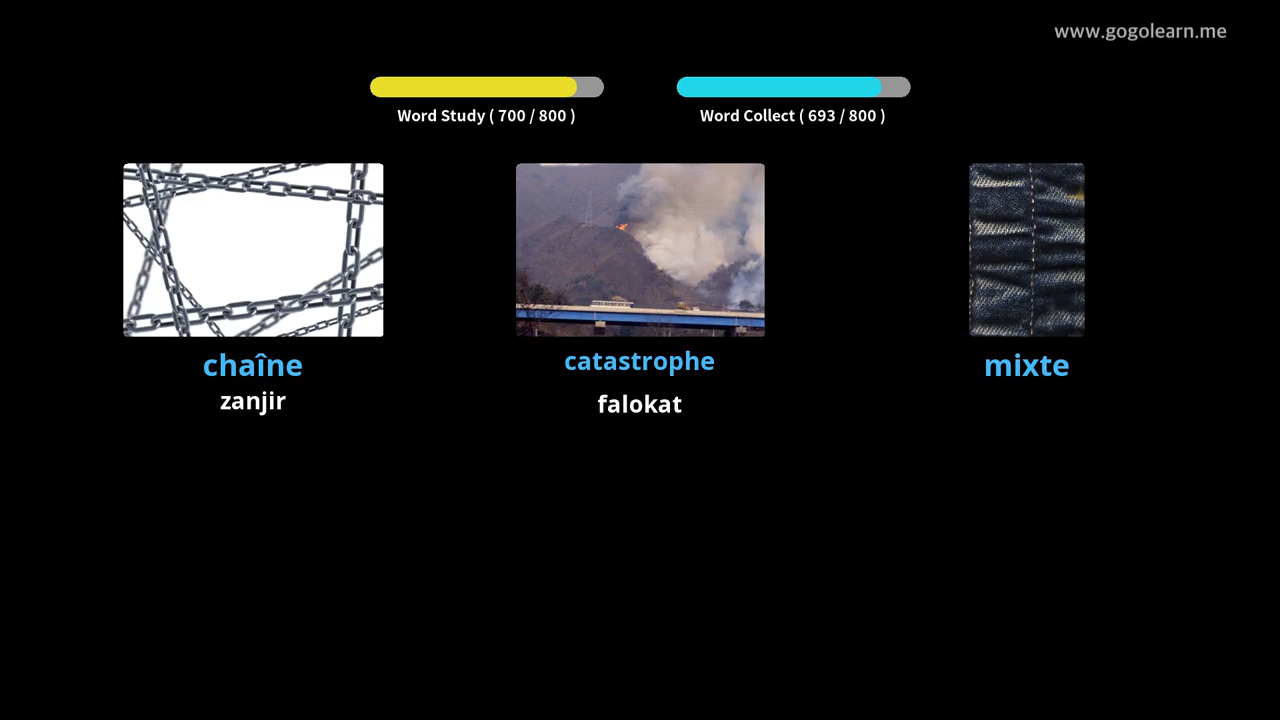 www.gogolearn.me
Word Study ( 700 / 800 )
Word Collect ( 693 / 800 )
chaîne
zanjir
catastrophe
falokat
mixte